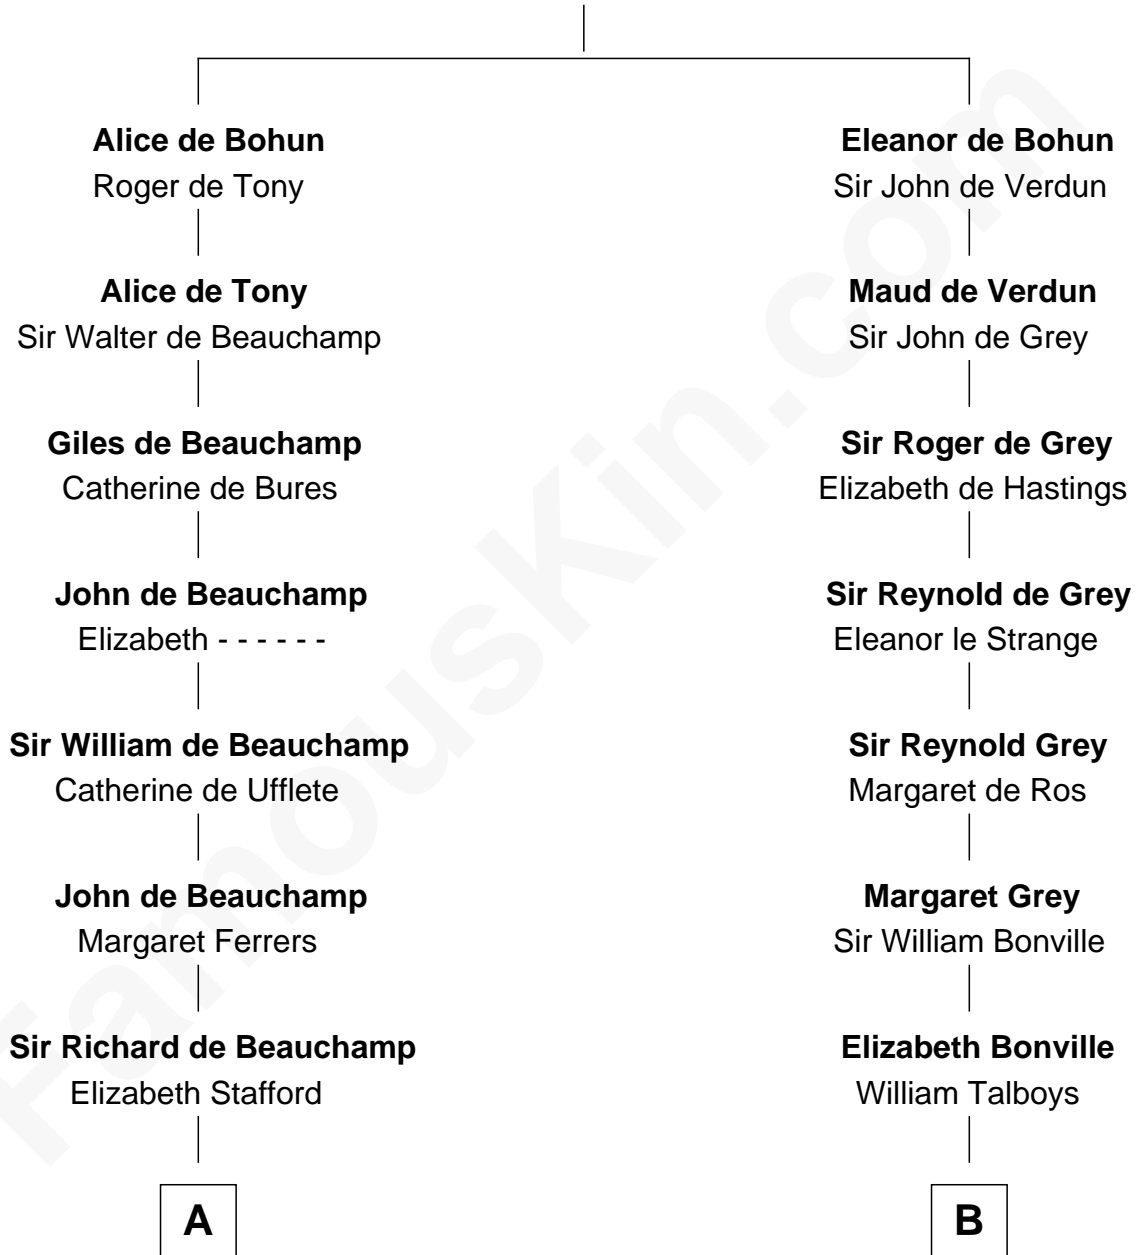 Alice de Bohun
Roger de Tony
Eleanor de Bohun
Sir John de Verdun
Alice de Tony
Sir Walter de Beauchamp
Maud de Verdun
Sir John de Grey
Giles de Beauchamp
Catherine de Bures
Sir Roger de Grey
Elizabeth de Hastings
John de Beauchamp
Elizabeth - - - - - -
Sir Reynold de Grey
Eleanor le Strange
Sir William de Beauchamp
Catherine de Ufflete
Sir Reynold Grey
Margaret de Ros
John de Beauchamp
Margaret Ferrers
Margaret Grey
Sir William Bonville
Sir Richard de Beauchamp
Elizabeth Stafford
Elizabeth Bonville
William Talboys
A
B
FamousKin.com